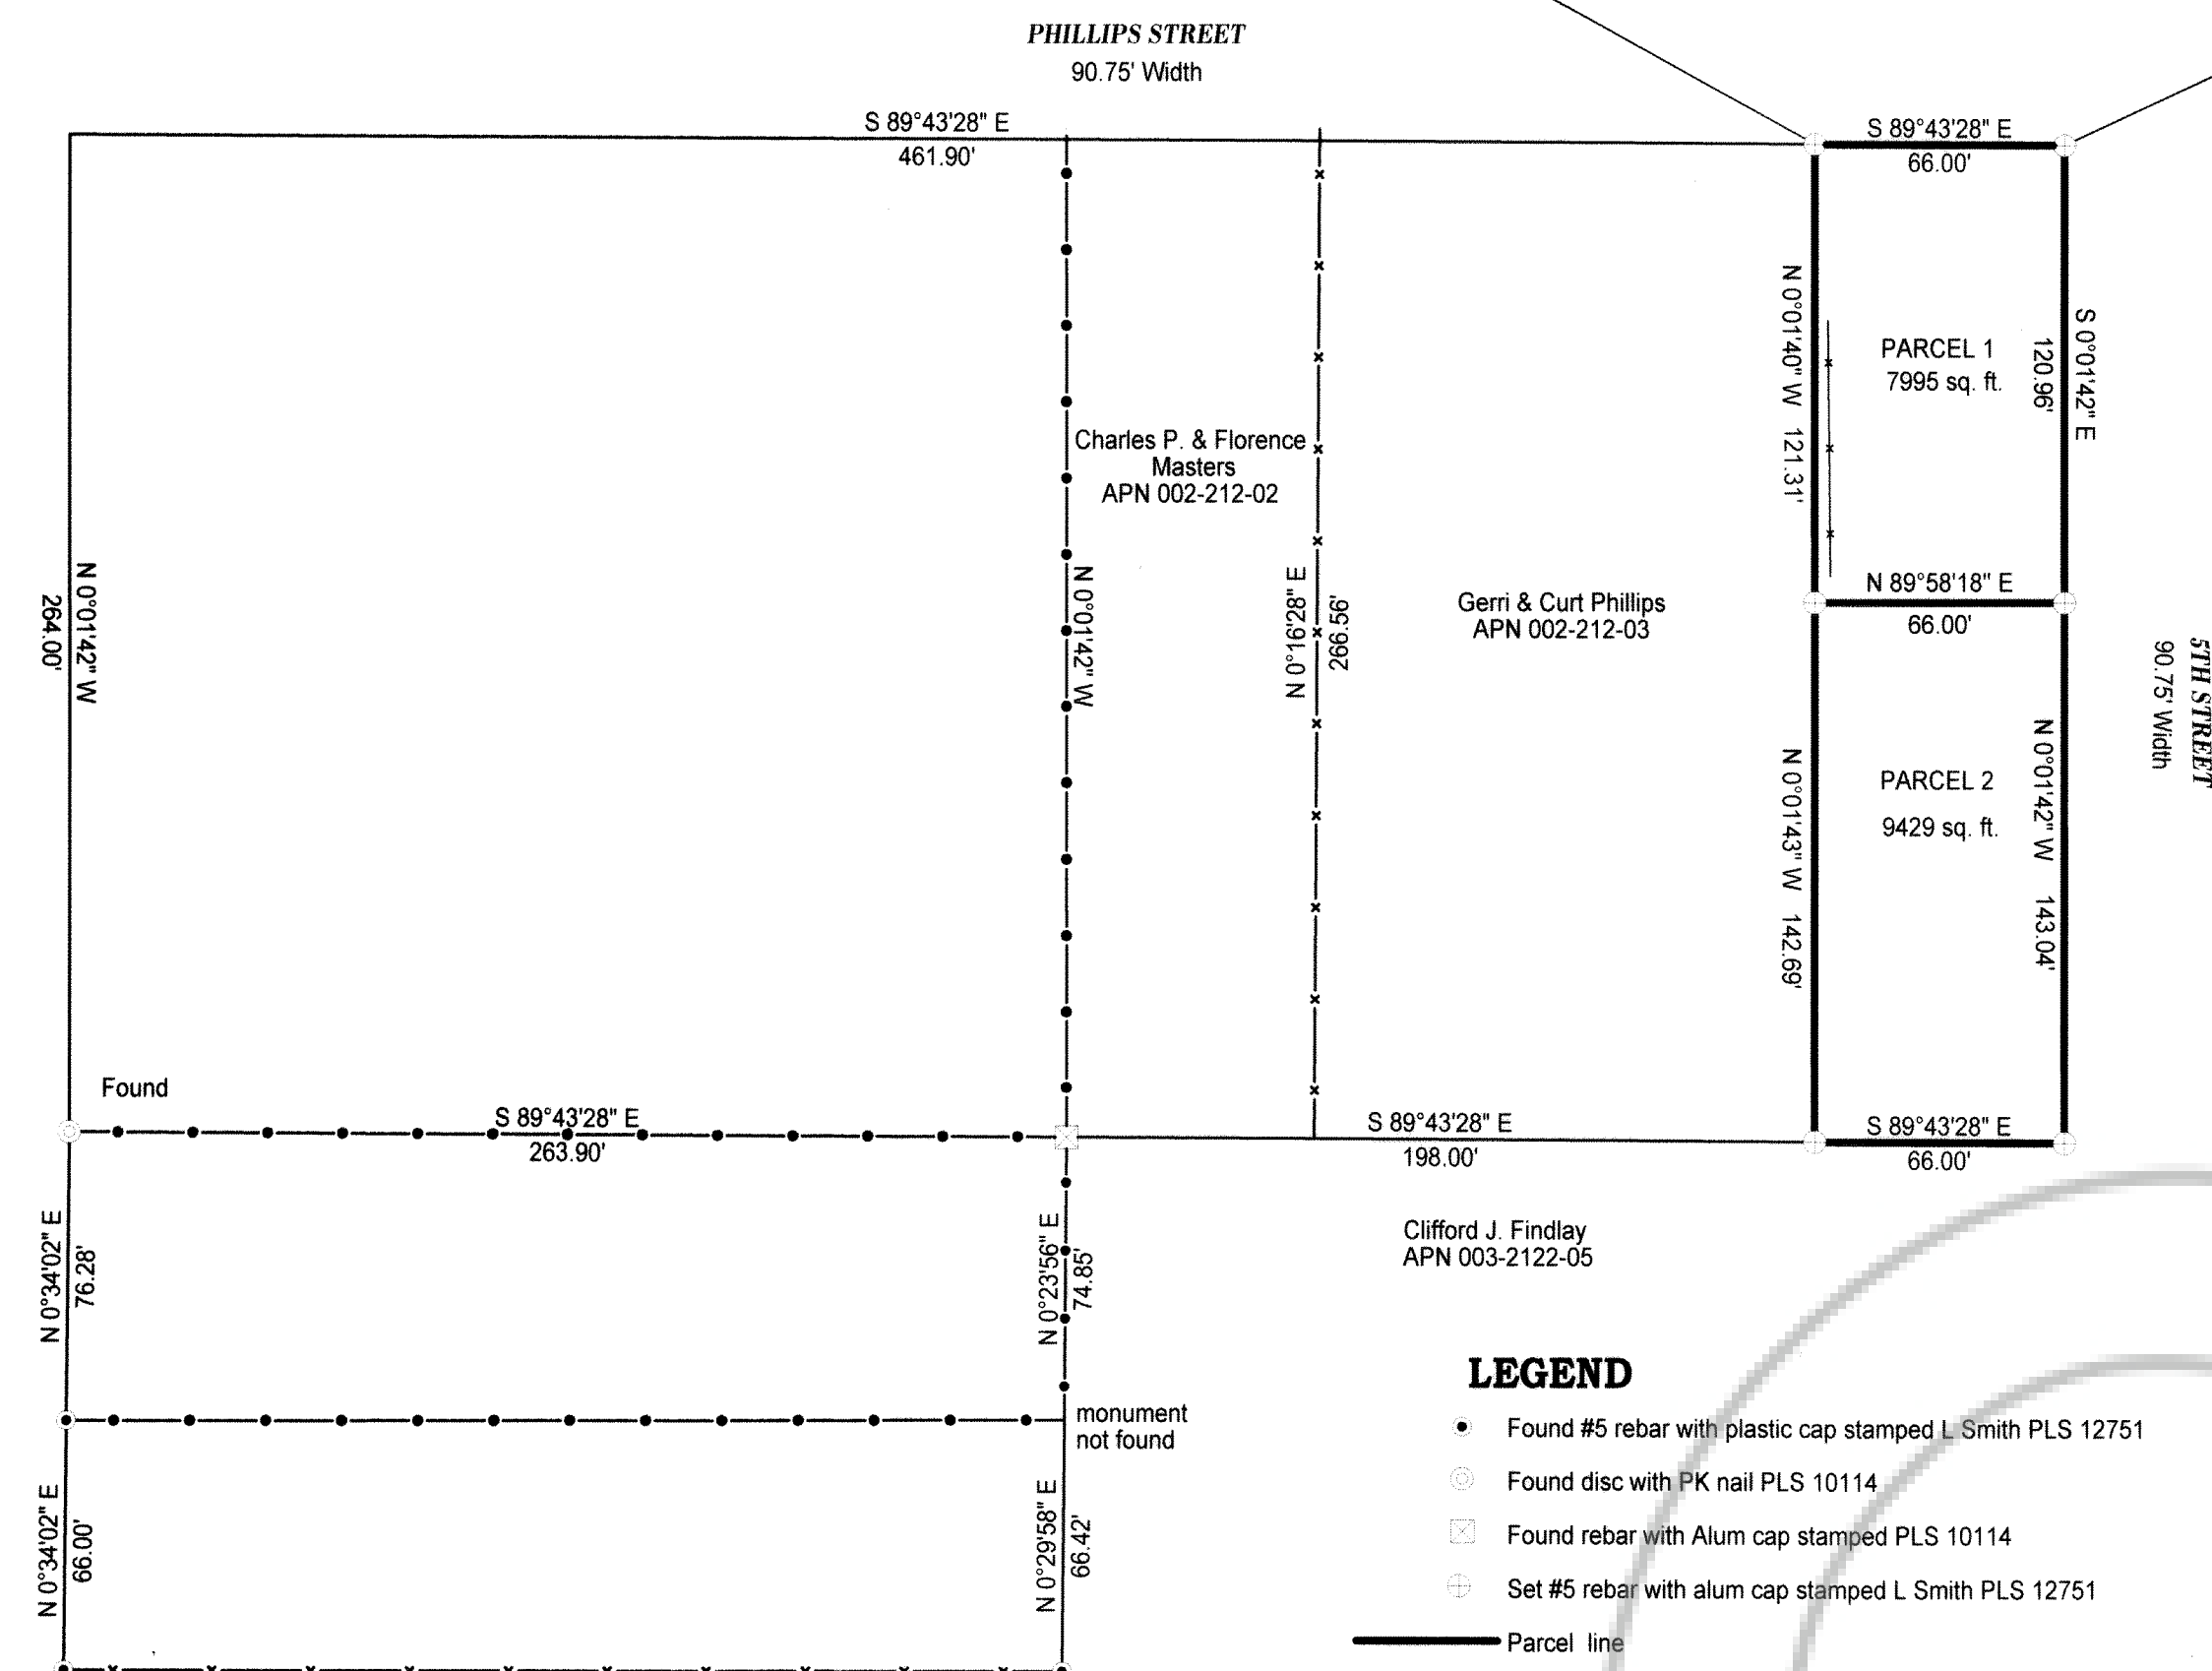 PHILLIPS STREET
90.75' Width
S 89°43'28" E
461.90'
S 89°43'28" E
66.00'
N 0°01'42" W
264.00'
N 0°01'42" W
Charles P. & Florence
Masters
APN 002-212-02
N 0°16'28" E
266.56'
Gerri & Curt Phillips
APN 002-212-03
N 0°01'40" W 121.31'
PARCEL 1
7995 sq. ft.
S 0°01'42" E
120.96'
N 89°58'18" E
66.00'
5TH STREET
90.75' Width
N 0°01'43" W 142.69'
PARCEL 2
9429 sq. ft.
N 0°01'42" W 143.04'
Found
S 89°43'28" E
263.90'
S 89°43'28" E
198.00'
S 89°43'28" E
66.00'
N 0°34'02" E
76.28'
N 0°23'56" E
74.85'
Clifford J. Findlay
APN 003-2122-05
monument
not found
N 0°34'02" E
66.00'
N 0°29'58" E
66.42'
LEGEND
Found #5 rebar with plastic cap stamped L Smith PLS 12751
Found disc with PK nail PLS 10114
Found rebar with Alum cap stamped PLS 10114
Set #5 rebar with alum cap stamped L Smith PLS 12751
Parcel line